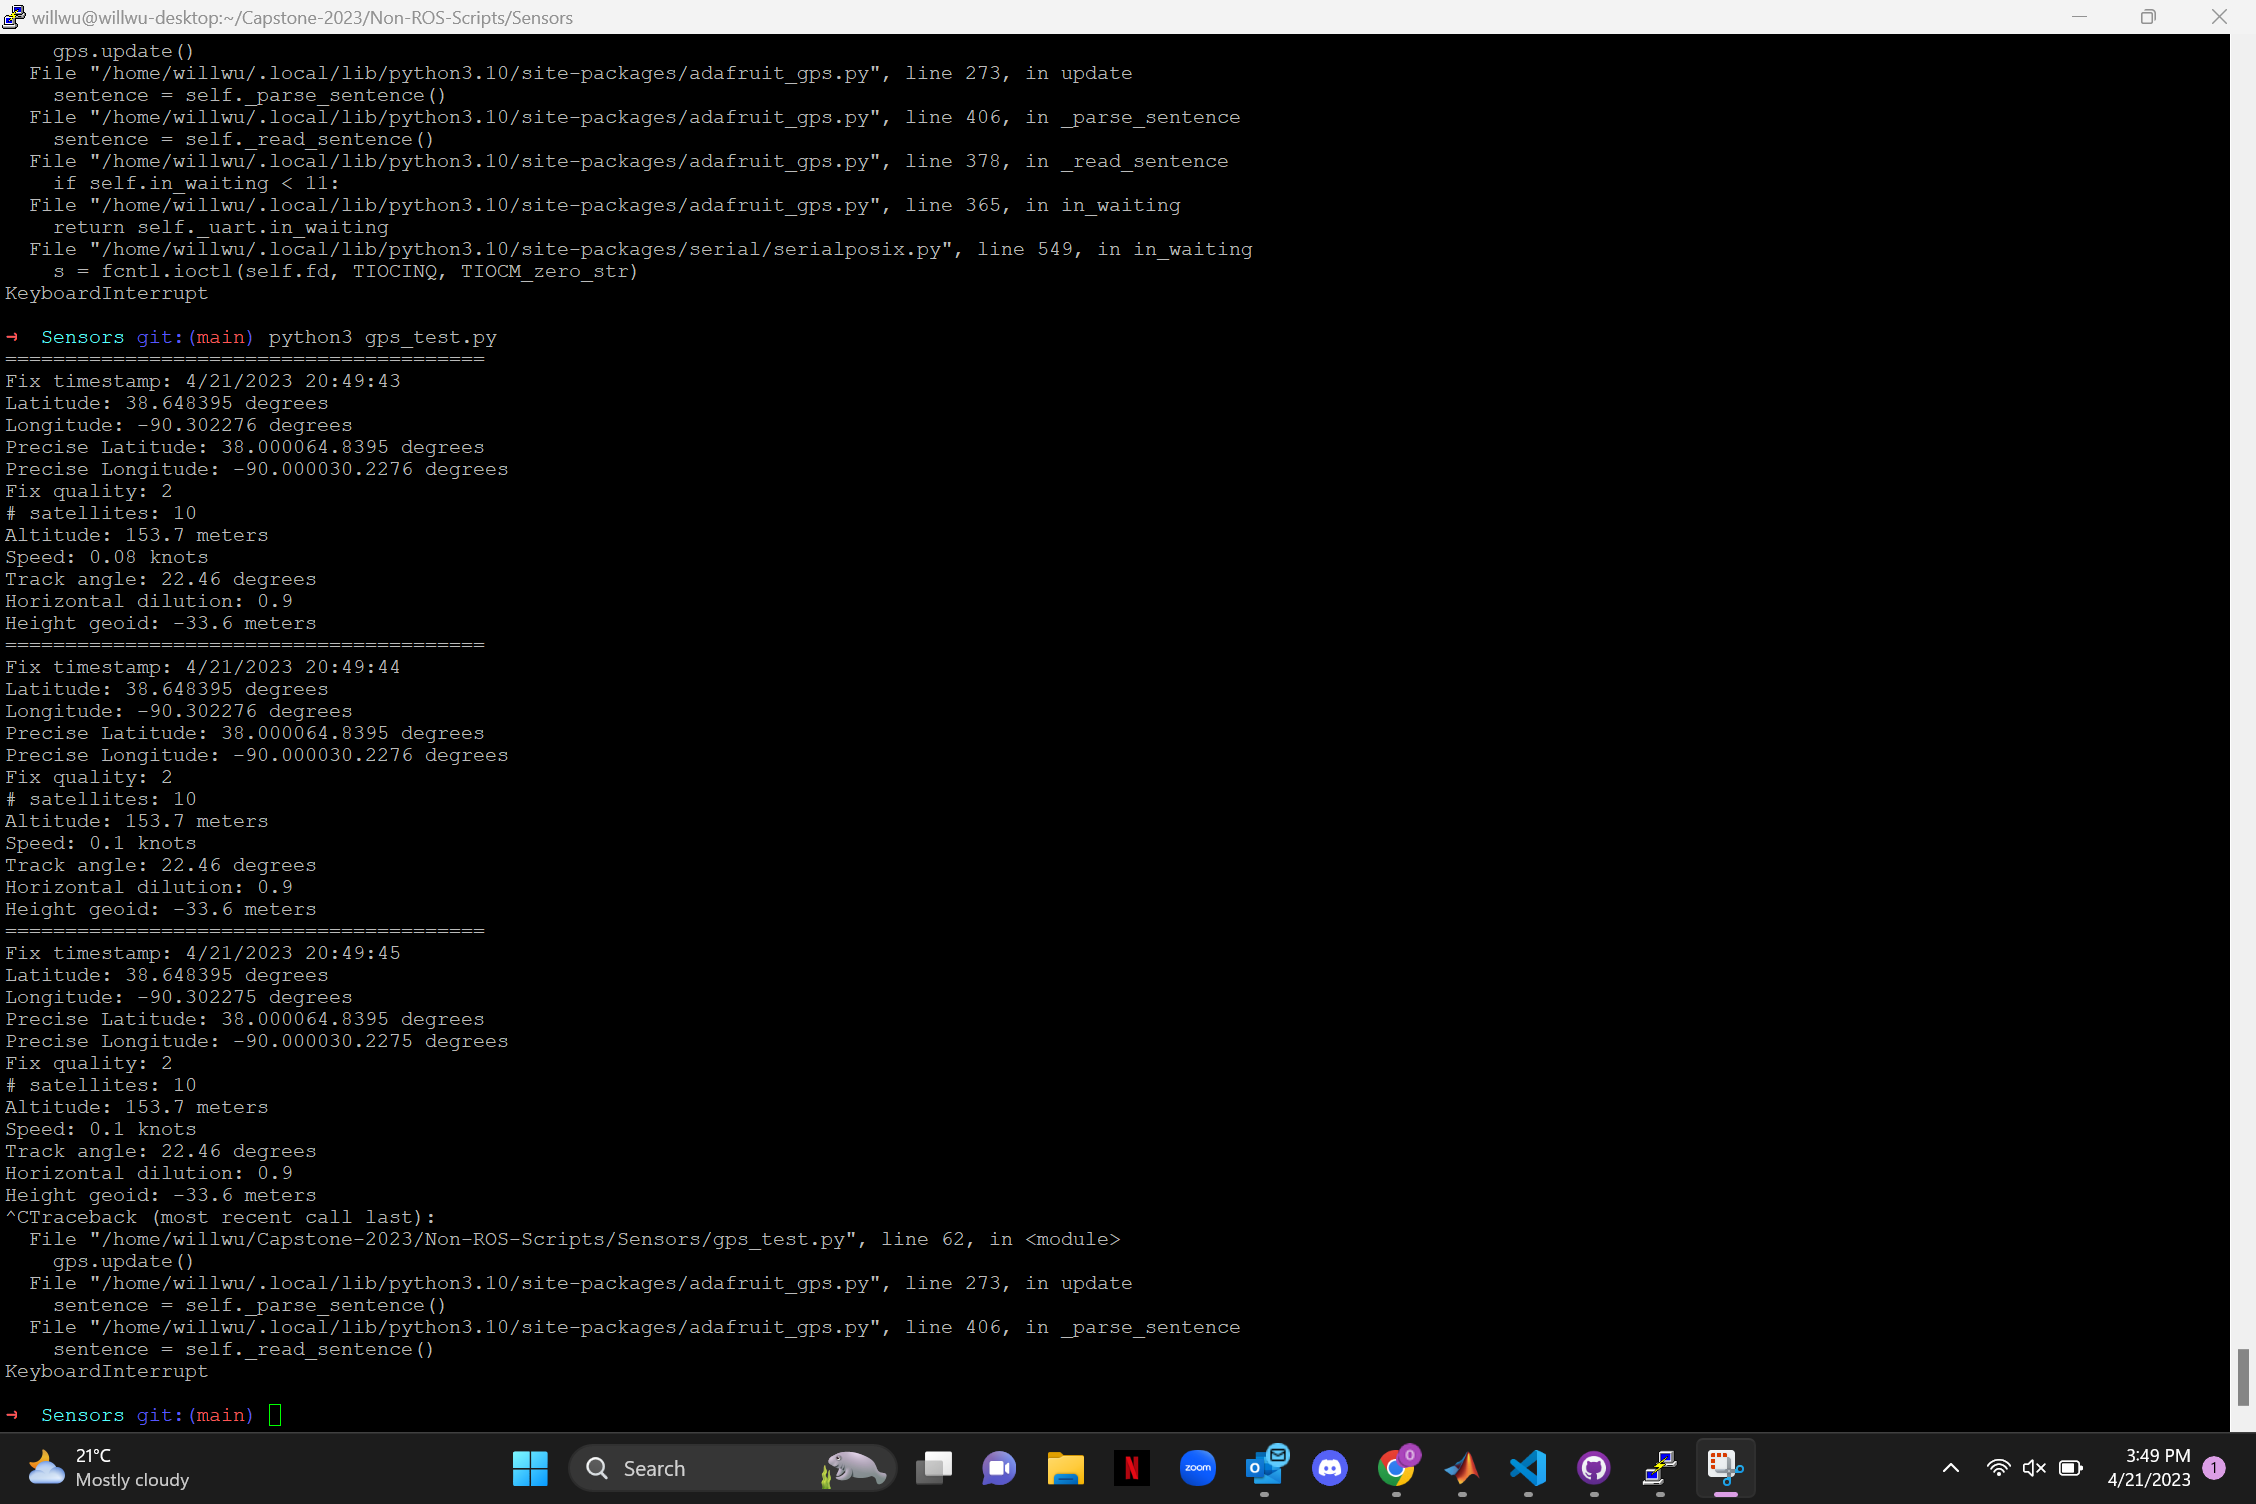 willwu@willwu-desktop:~/Capstone-2023/Non-ROS-Scripts/Sensors
    gps.update()
  File "/home/willwu/.local/lib/python3.10/site-packages/adafruit_gps.py", line 273, in update
    sentence = self._parse_sentence()
  File "/home/willwu/.local/lib/python3.10/site-packages/adafruit_gps.py", line 406, in _parse_sentence
    sentence = self._read_sentence()
  File "/home/willwu/.local/lib/python3.10/site-packages/adafruit_gps.py", line 378, in _read_sentence
    if self.in_waiting < 11:
  File "/home/willwu/.local/lib/python3.10/site-packages/adafruit_gps.py", line 365, in in_waiting
    return self._uart.in_waiting
  File "/home/willwu/.local/lib/python3.10/site-packages/serial/serialposix.py", line 549, in in_waiting
    s = fcntl.ioctl(self.fd, TIOCINQ, TIOCM_zero_str)
KeyboardInterrupt
→  Sensors git:(main) python3 gps_test.py
========================================
Fix timestamp: 4/21/2023 20:49:43
Latitude: 38.648395 degrees
Longitude: -90.302276 degrees
Precise Latitude: 38.000064.8395 degrees
Precise Longitude: -90.000030.2276 degrees
Fix quality: 2
# satellites: 10
Altitude: 153.7 meters
Speed: 0.08 knots
Track angle: 22.46 degrees
Horizontal dilution: 0.9
Height geoid: -33.6 meters
========================================
Fix timestamp: 4/21/2023 20:49:44
Latitude: 38.648395 degrees
Longitude: -90.302276 degrees
Precise Latitude: 38.000064.8395 degrees
Precise Longitude: -90.000030.2276 degrees
Fix quality: 2
# satellites: 10
Altitude: 153.7 meters
Speed: 0.1 knots
Track angle: 22.46 degrees
Horizontal dilution: 0.9
Height geoid: -33.6 meters
========================================
Fix timestamp: 4/21/2023 20:49:45
Latitude: 38.648395 degrees
Longitude: -90.302275 degrees
Precise Latitude: 38.000064.8395 degrees
Precise Longitude: -90.000030.2275 degrees
Fix quality: 2
# satellites: 10
Altitude: 153.7 meters
Speed: 0.1 knots
Track angle: 22.46 degrees
Horizontal dilution: 0.9
Height geoid: -33.6 meters
^CTraceback (most recent call last):
  File "/home/willwu/Capstone-2023/Non-ROS-Scripts/Sensors/gps_test.py", line 62, in <module>
    gps.update()
  File "/home/willwu/.local/lib/python3.10/site-packages/adafruit_gps.py", line 273, in update
    sentence = self._parse_sentence()
  File "/home/willwu/.local/lib/python3.10/site-packages/adafruit_gps.py", line 406, in _parse_sentence
    sentence = self._read_sentence()
KeyboardInterrupt
→  Sensors git:(main)
21°C
Mostly cloudy
Search
N
zoom
0
3:49 PM
4/21/2023
1